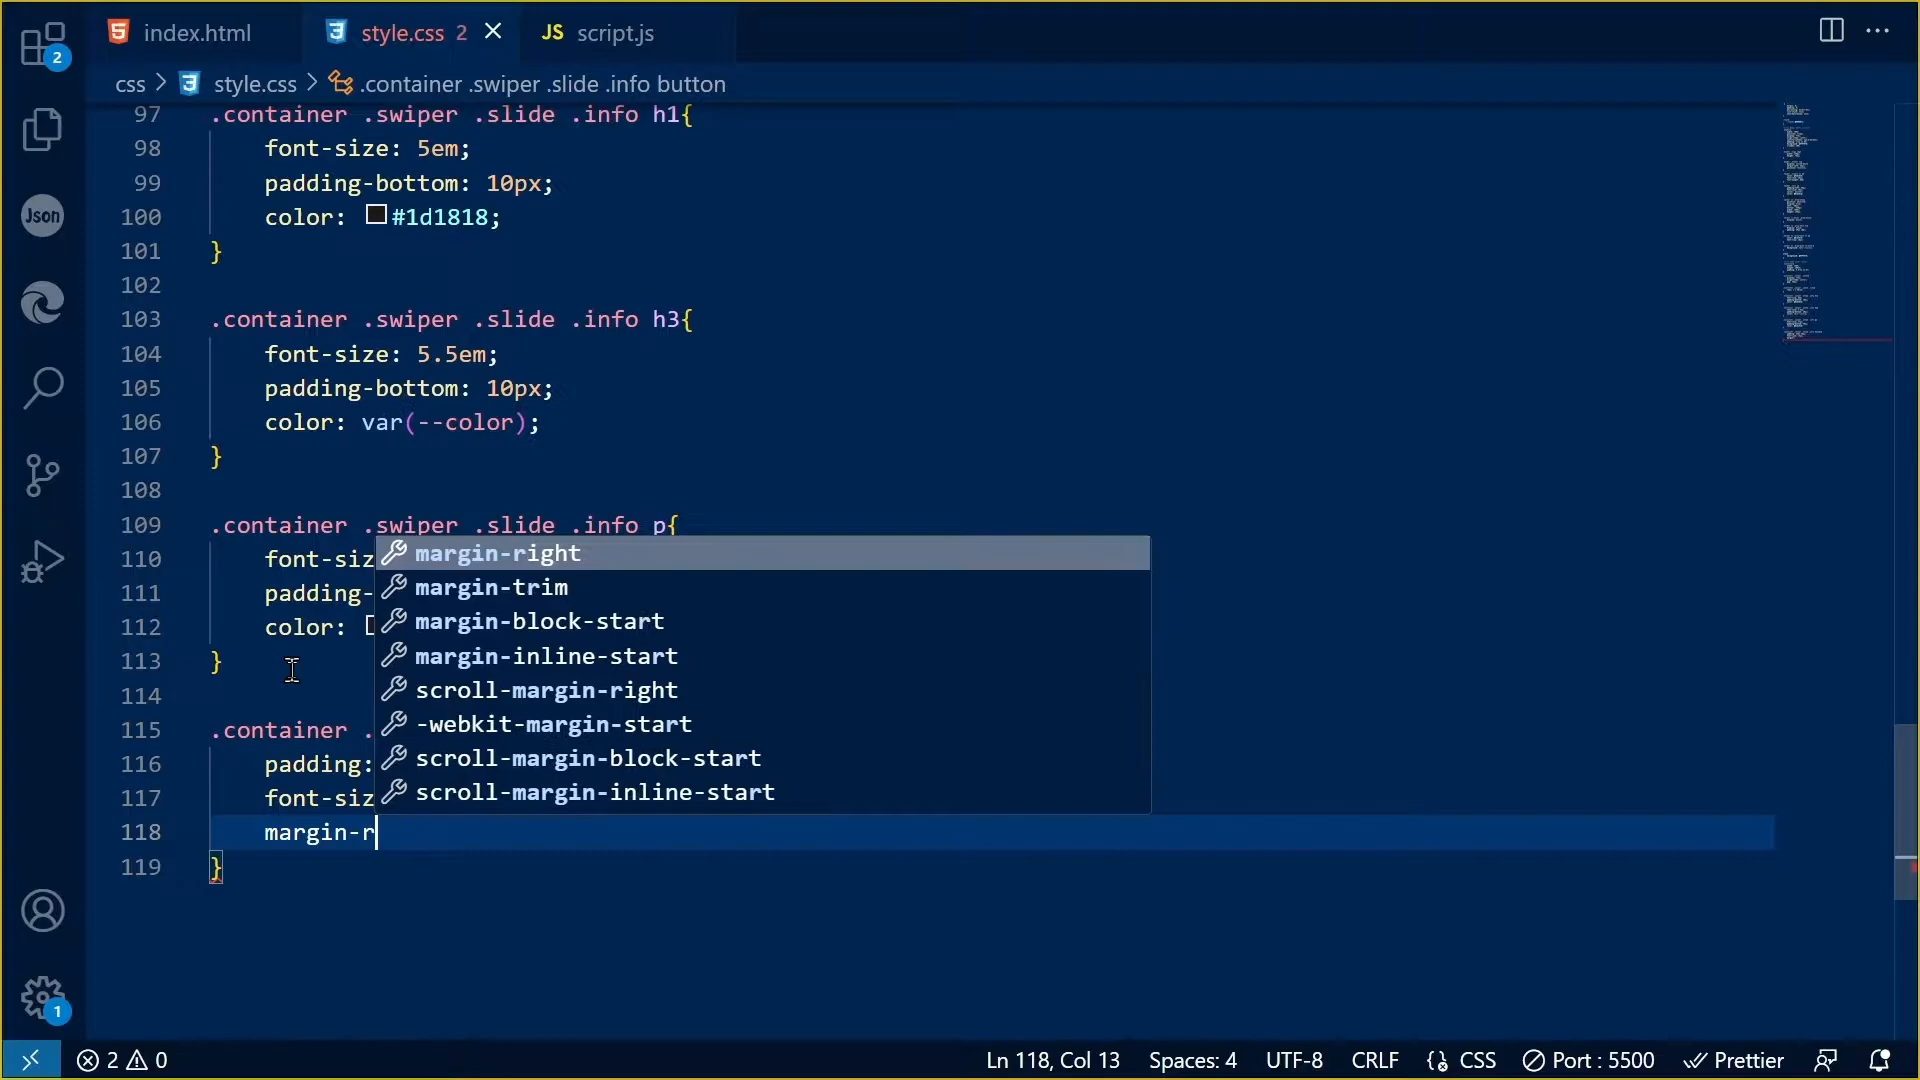 index.html
style.css 2
JS script.js
css > style.css > .container .swiper .slide .info button
97 .container .swiper .slide .info h1{
98 font-size: 5em;
99 padding-bottom: 10px;
100 color: #1d1818;
101 }
102
103 .container .swiper .slide .info h3{
104 font-size: 5.5em;
105 padding-bottom: 10px;
106 color: var(--color);
107 }
108
109 .container .swiper .slide .info p{
110 font-siz
111 padding-
112 color:
113 }
114
115 .container .
116 padding:
117 font-siz
118 margin-r
119 }
margin-right
margin-trim
margin-block-start
margin-inline-start
scroll-margin-right
-webkit-margin-start
scroll-margin-block-start
scroll-margin-inline-start
2
Json
1
2 0
Ln 118, Col 13 Spaces: 4 UTF-8 CRLF {} CSS Port : 5500 Prettier